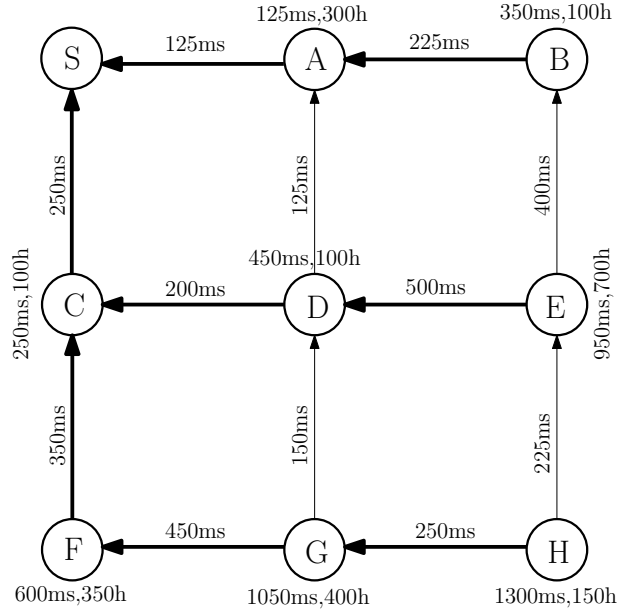 125ms,300h
350ms,100h
S
125ms
A
225ms
B
250ms
125ms
400ms
250ms,100h
C
200ms
450ms,100h
D
500ms
E
950ms,700h
350ms
150ms
225ms
F
450ms
G
250ms
H
600ms,350h
1050ms,400h
1300ms,150h